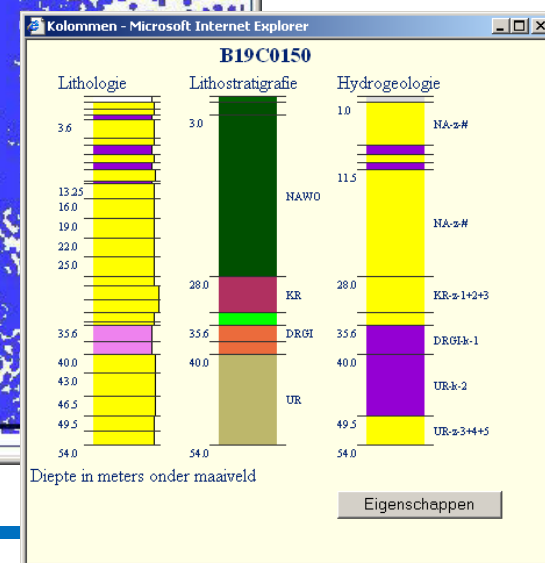 Kolommen - Microsoft Internet Explorer
B19C0150
Lithologie Lithostratigrafie Hydrogeologie
3.6
13.25
16.0
19.0
22.0
25.0
35.6
40.0
43.0
46.5
49.5
54.0
3.0
NAWO
28.0
KR
35.6 DRGI
40.0
UR
54.0
1.0
NA-z-#
11.5
NA-z-#
28.0
KR-z-1+2+3
35.6
DRGI-k-1
40.0
UR-k-2
49.5
UR-z-3+4+5
54.0
Diepte in meters onder maaiveld
Eigenschappen